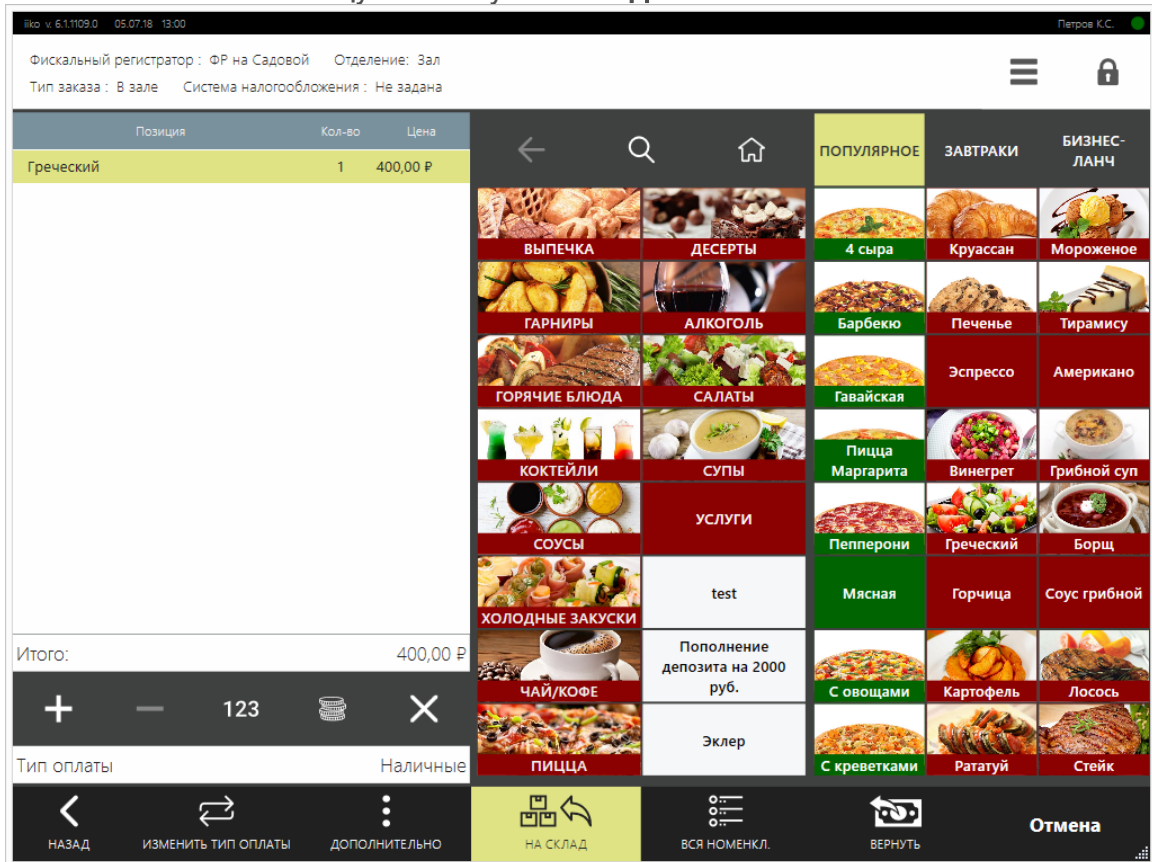 iiko v. 6.1.1109.0 05.07.18 13:00 Петров К.С.
Фискальный регистратор : ФР на Садовой Отделение: Зал
Тип заказа : В зале Система налогообложения : Не задана
Позиция Кол-во Цена
Греческий 1 400,00 ₽
Итого: 400,00 ₽
123
Тип оплаты Наличные
ПОПУЛЯРНОЕ
ЗАВТРАКИ
БИЗНЕС-
ЛАНЧ
ВЫПЕЧКА
ДЕСЕРТЫ
ГАРНИРЫ
АЛКОГОЛЬ
ГОРЯЧИЕ БЛЮДА
САЛАТЫ
КОКТЕЙЛИ
СУПЫ
СОУСЫ
УСЛУГИ
ХОЛОДНЫЕ ЗАКУСКИ
test
ЧАЙ/КОФЕ
Пополнение
депозита на 2000
руб.
ПИЦЦА
Эклер
4 сыра
Круассан
Мороженое
Барбекю
Печенье
Тирамису
Гавайская
Эспрессо
Американо
Пицца
Маргарита
Винегрет
Грибной суп
Пепперони
Греческий
Борщ
Мясная
Горчица
Соус грибной
С овощами
Картофель
Лосось
С креветками
Рататуй
Стейк
НАЗАД
ИЗМЕНИТЬ ТИП ОПЛАТЫ
ДОПОЛНИТЕЛЬНО
НА СКЛАД
ВСЯ НОМЕНКЛ.
ВЕРНУТЬ
Отмена